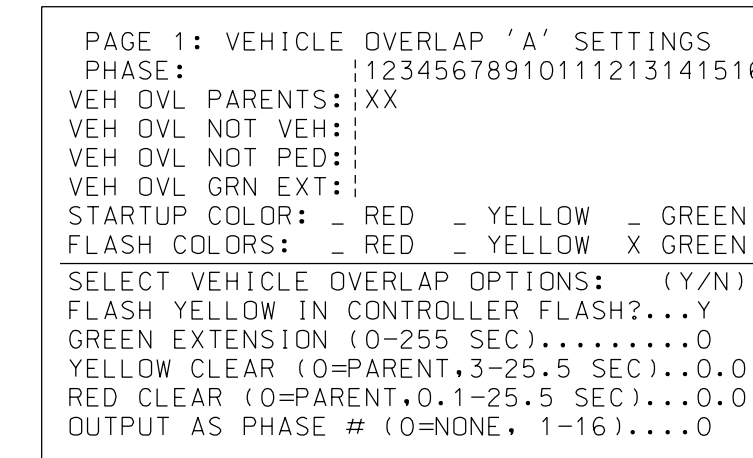 PAGE 1: VEHICLE OVERLAP 'A' SETTINGS
PHASE: |12345678910111213141516
VEH OVL PARENTS:|XX
VEH OVL NOT VEH:|
VEH OVL NOT PED:|
VEH OVL GRN EXT:|
STARTUP COLOR: _ RED _ YELLOW _ GREEN
FLASH COLORS: _ RED _ YELLOW X GREEN
SELECT VEHICLE OVERLAP OPTIONS: (Y/N)
FLASH YELLOW IN CONTROLLER FLASH?...Y
GREEN EXTENSION (0-255 SEC).........0
YELLOW CLEAR (0=PARENT,3-25.5 SEC)..0.0
RED CLEAR (0=PARENT,0.1-25.5 SEC)...0.0
OUTPUT AS PHASE # (0=NONE, 1-16)....0